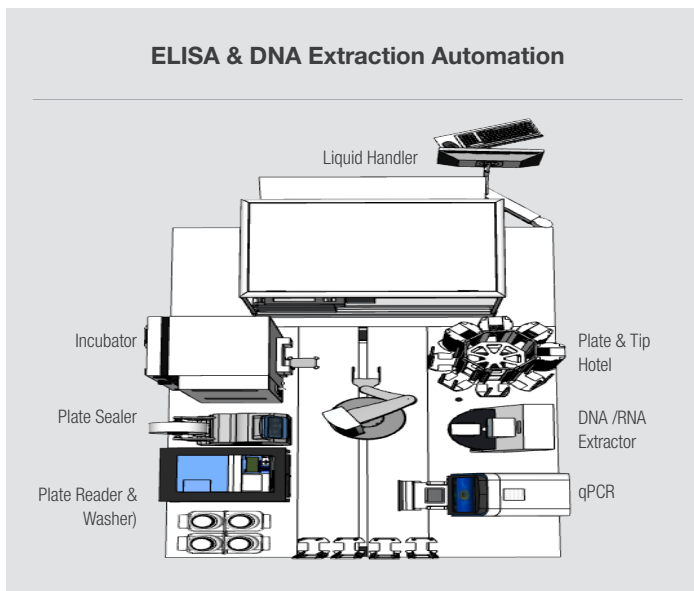 ELISA & DNA Extraction Automation
Liquid Handler
Incubator
Plate & Tip
Hotel
Plate Sealer
DNA /RNA
Extractor
Plate Reader &
Washer)
qPCR